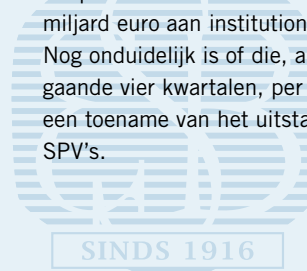 miljard euro aan institution
Nog onduidelijk is of die, a
gaande vier kwartalen, per
een toename van het uitsta
SPV's.
SINDS 1916